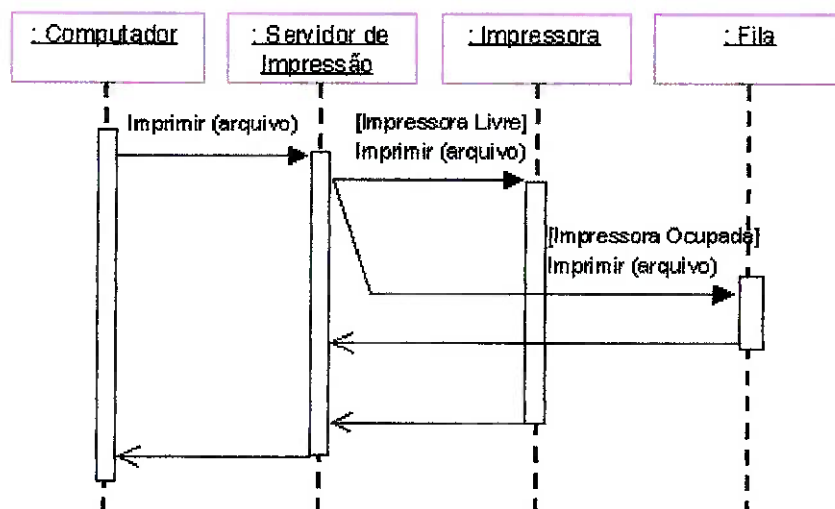 : Computador
: Servidor de
Impressão
: Impressora
: Fila
Imprimir (arquivo)
[Impressora Livre]
Imprimir (arquivo)
[Impressora Ocupada]
Imprimir (arquivo)